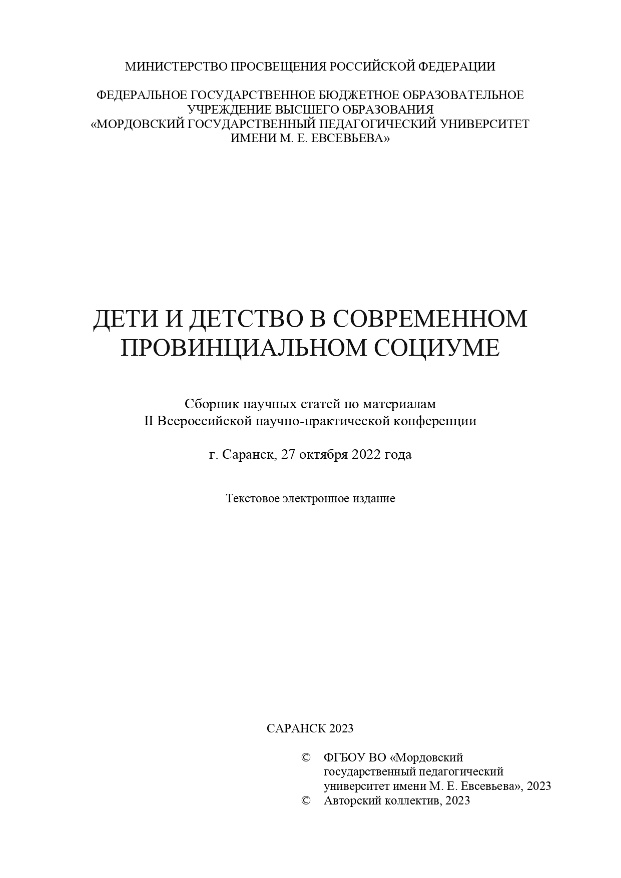 МИНИСТЕРСТВО ПРОСВЕЩЕНИЯ РОССИЙСКОЙ ФЕДЕРАЦИИ
ФЕДЕРАЛЬНОЕ ГОСУДАРСТВЕННОЕ БЮДЖЕТНОЕ ОБРАЗОВАТЕЛЬНОЕ
УЧРЕЖДЕНИЕ ВЫСШЕГО ОБРАЗОВАНИЯ
«МОРДОВСКИЙ ГОСУДАРСТВЕННЫЙ ПЕДАГОГИЧЕСКИЙ УНИВЕРСИТЕТ
ИМЕНИ М. Е. ЕВСЕВЬЕВА»
ДЕТИ И ДЕТСТВО В СОВРЕМЕННОМ
ПРОВИНЦИАЛЬНОМ СОЦИУМЕ
Сборник научных статей по материалам
II Всероссийской научно-практической конференции
г. Саранск, 27 октября 2022 года
Текстовое электронное издание
САРАНСК 2023
© ФГБОУ ВО «Мордовский
государственный педагогический
университет имени М. Е. Евсевьева», 2023
© Авторский коллектив, 2023